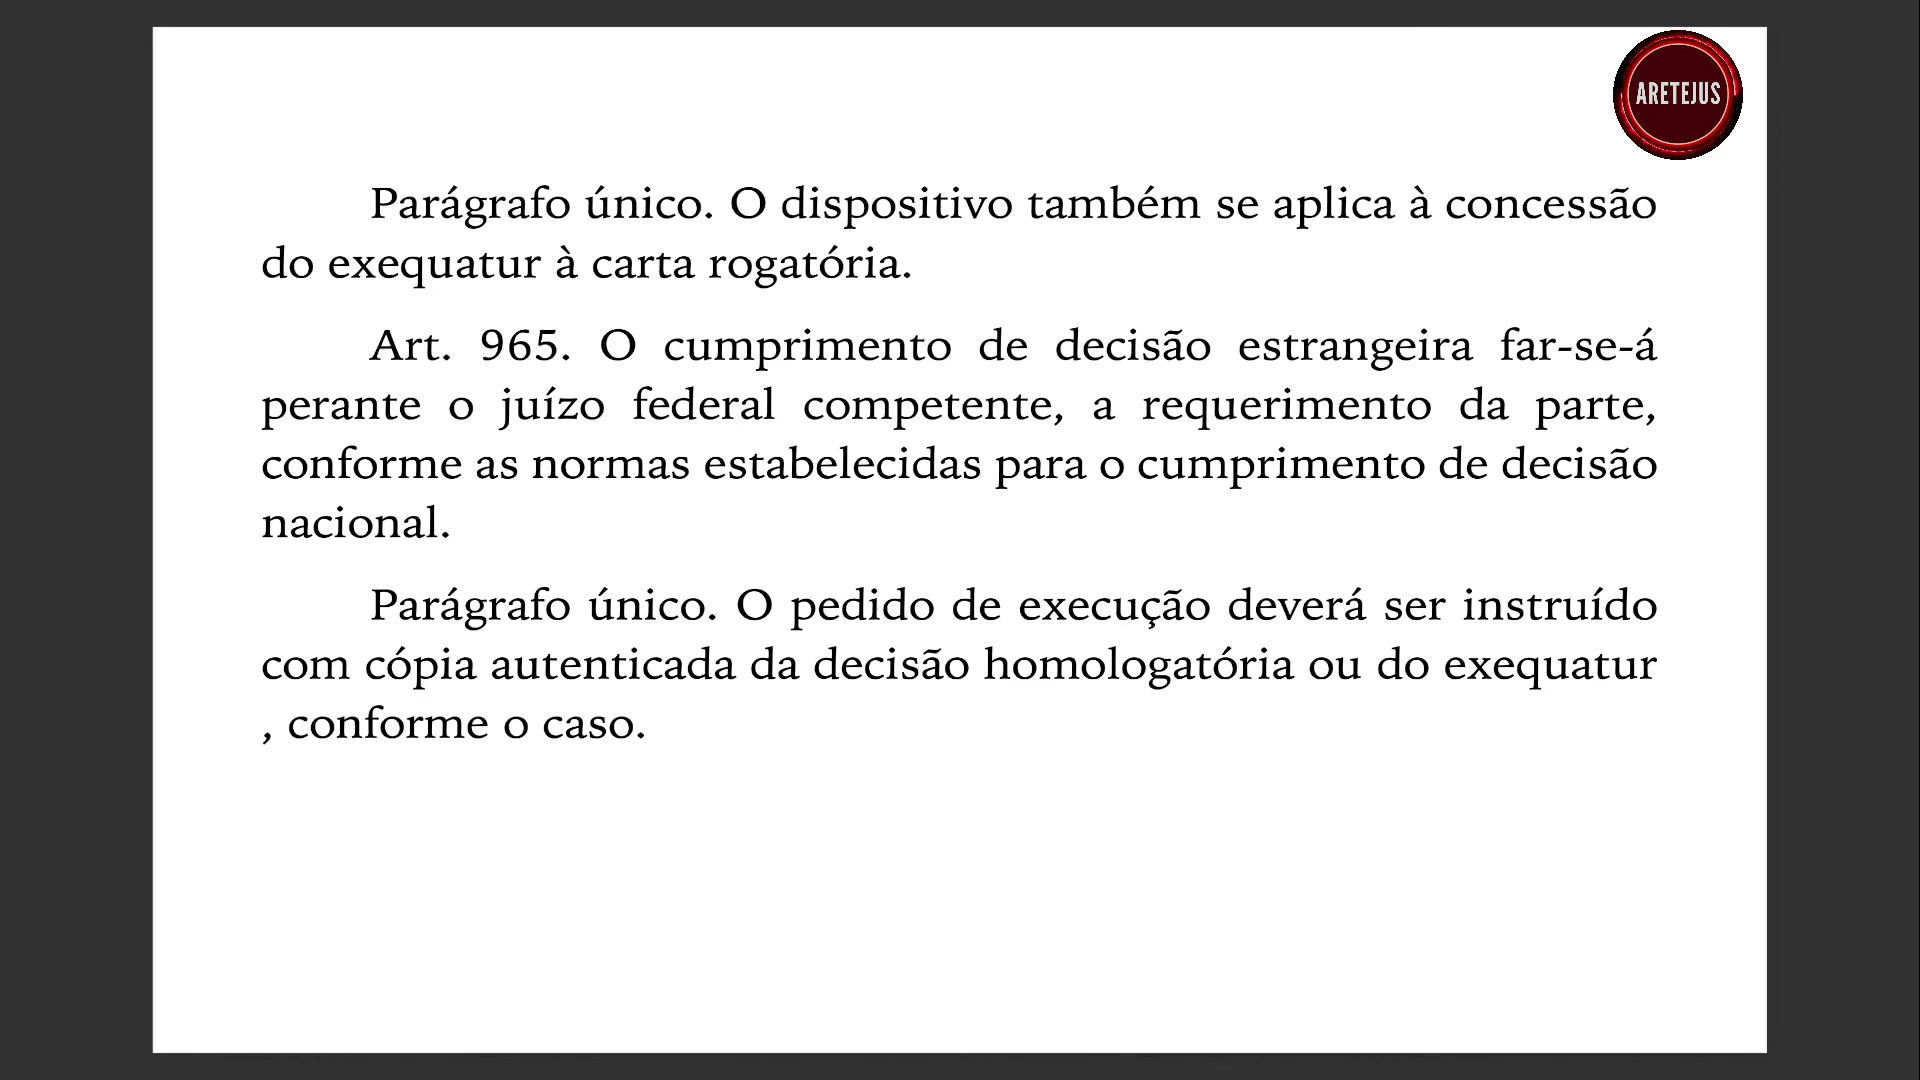 ARETEJUS
Parágrafo único. O dispositivo também se aplica à concessão
do exequatur à carta rogatória.
Art. 965. O cumprimento de decisão estrangeira far-se-á
perante o juízo federal competente, a requerimento da parte,
conforme as normas estabelecidas para o cumprimento de decisão
nacional.
Parágrafo único. O pedido de execução deverá ser instruído
com cópia autenticada da decisão homologatória ou do exequatur
, conforme o caso.